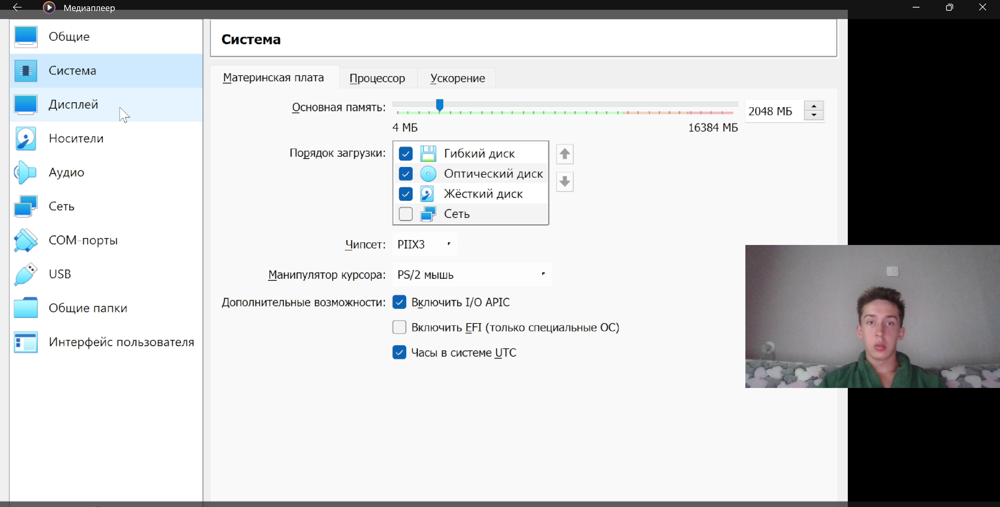 Медиаплеер
Общие
Система
Дисплей
Носители
Аудио
Сеть
COM-порты
USB
Общие папки
Интерфейс пользователя
Система
Материнская плата
Процессор
Ускорение
Основная память:
2048 МБ
4 МБ
16384 МБ
Порядок загрузки:
Гибкий диск
Оптический диск
Жёсткий диск
Сеть
Чипсет:
PIIX3
Манипулятор курсора:
PS/2 мышь
Дополнительные возможности:
Включить I/O APIC
Включить EFI (только специальные ОС)
Часы в системе UTC